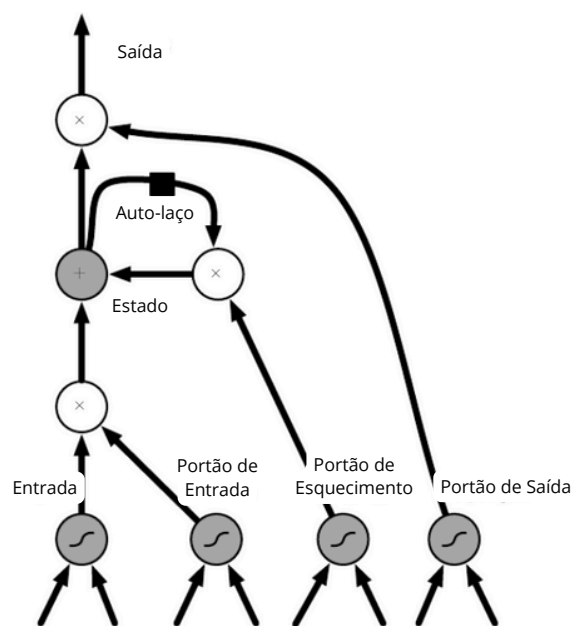 Saída
×
Auto-laço
+
×
Estado
×
Entrada
Portão de
Entrada
Portão de
Esquecimento
Portão de Saída